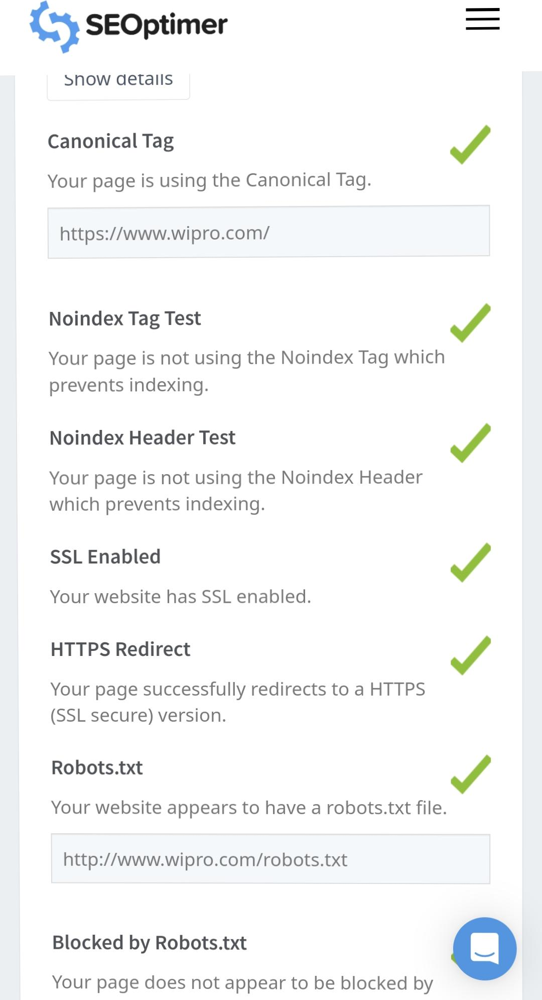 SEOptimer
Show details
Canonical Tag
Your page is using the Canonical Tag.
https://www.wipro.com/
Noindex Tag Test
Your page is not using the Noindex Tag which
prevents indexing.
Noindex Header Test
Your page is not using the Noindex Header
which prevents indexing.
SSL Enabled
Your website has SSL enabled.
HTTPS Redirect
Your page successfully redirects to a HTTPS
(SSL secure) version.
Robots.txt
Your website appears to have a robots.txt file.
http://www.wipro.com/robots.txt
Blocked by Robots.txt
Your page does not appear to be blocked by